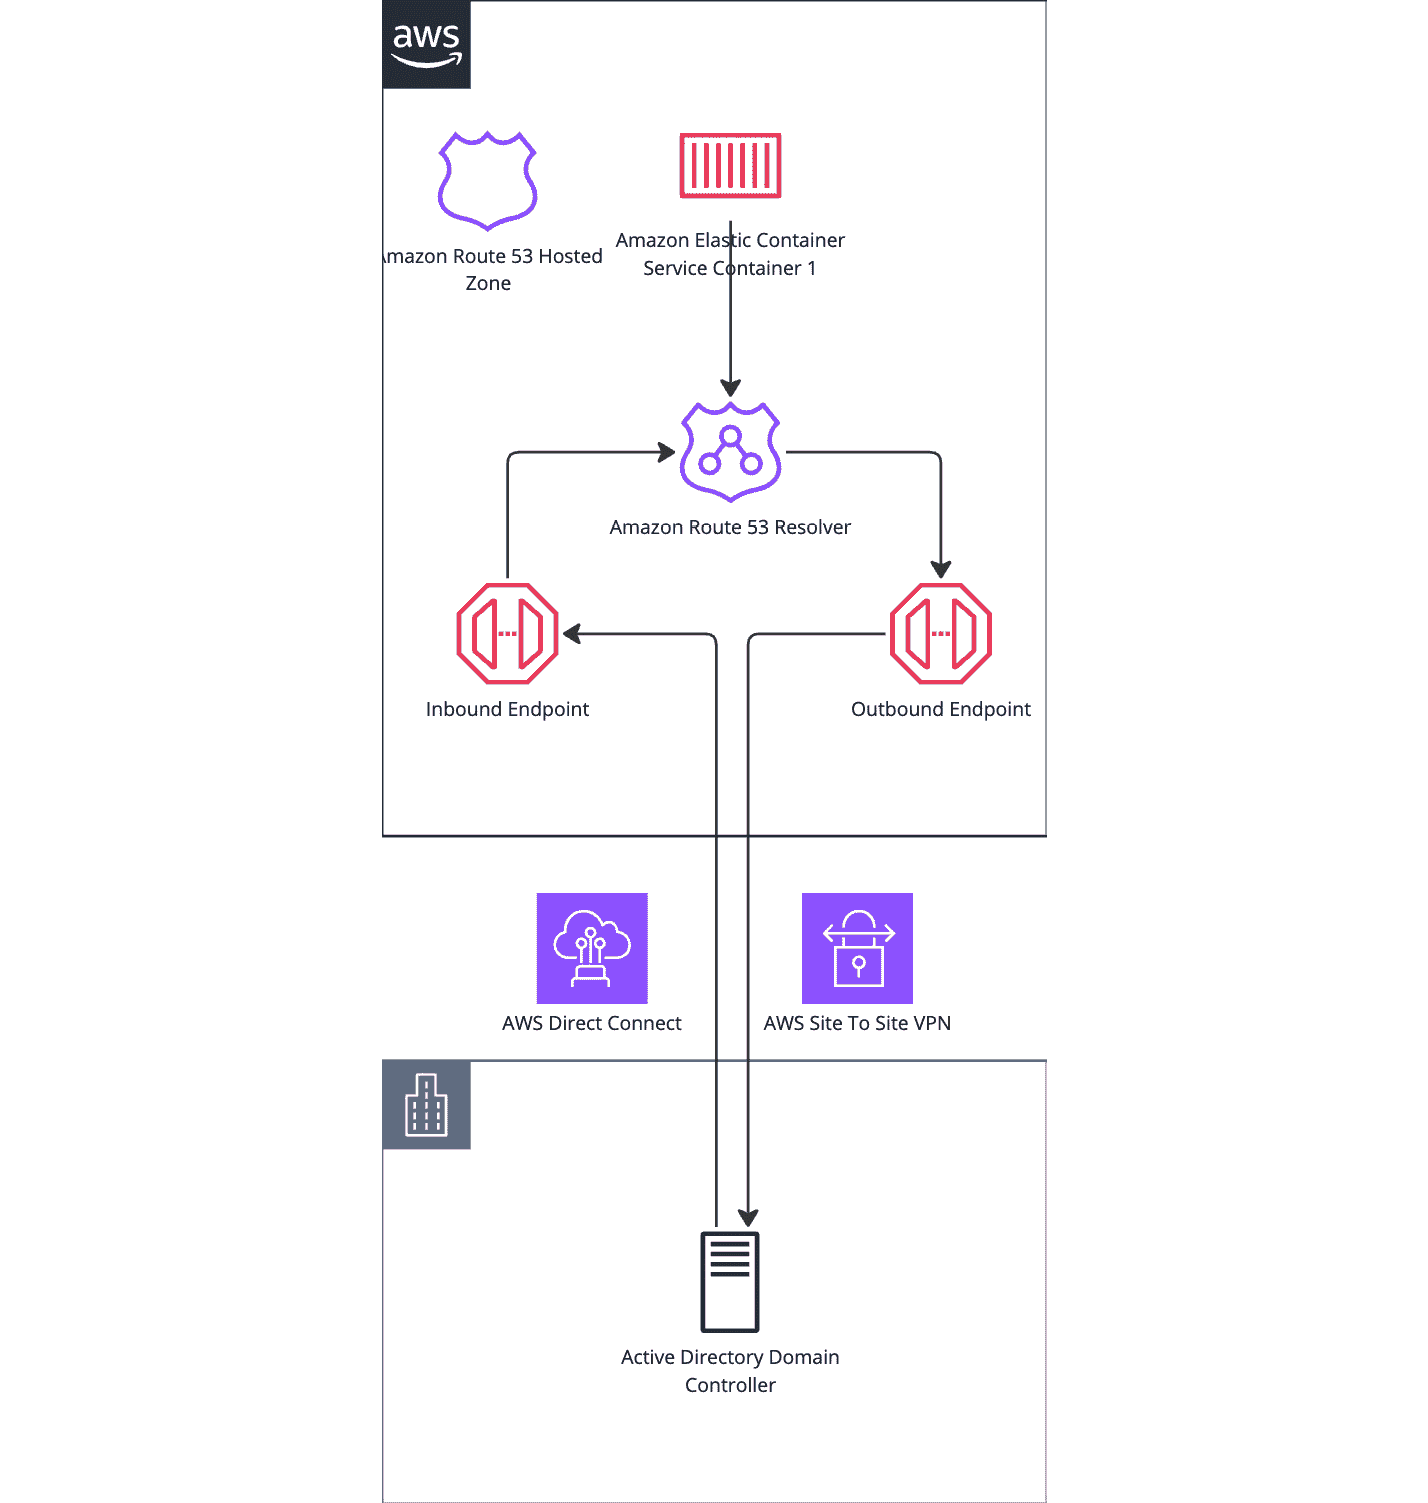 aws
Amazon Route 53 Hosted
Zone
Amazon Elastic Container
Service Container 1
Amazon Route 53 Resolver
Inbound Endpoint
Outbound Endpoint
AWS Direct Connect
AWS Site To Site VPN
Active Directory Domain
Controller